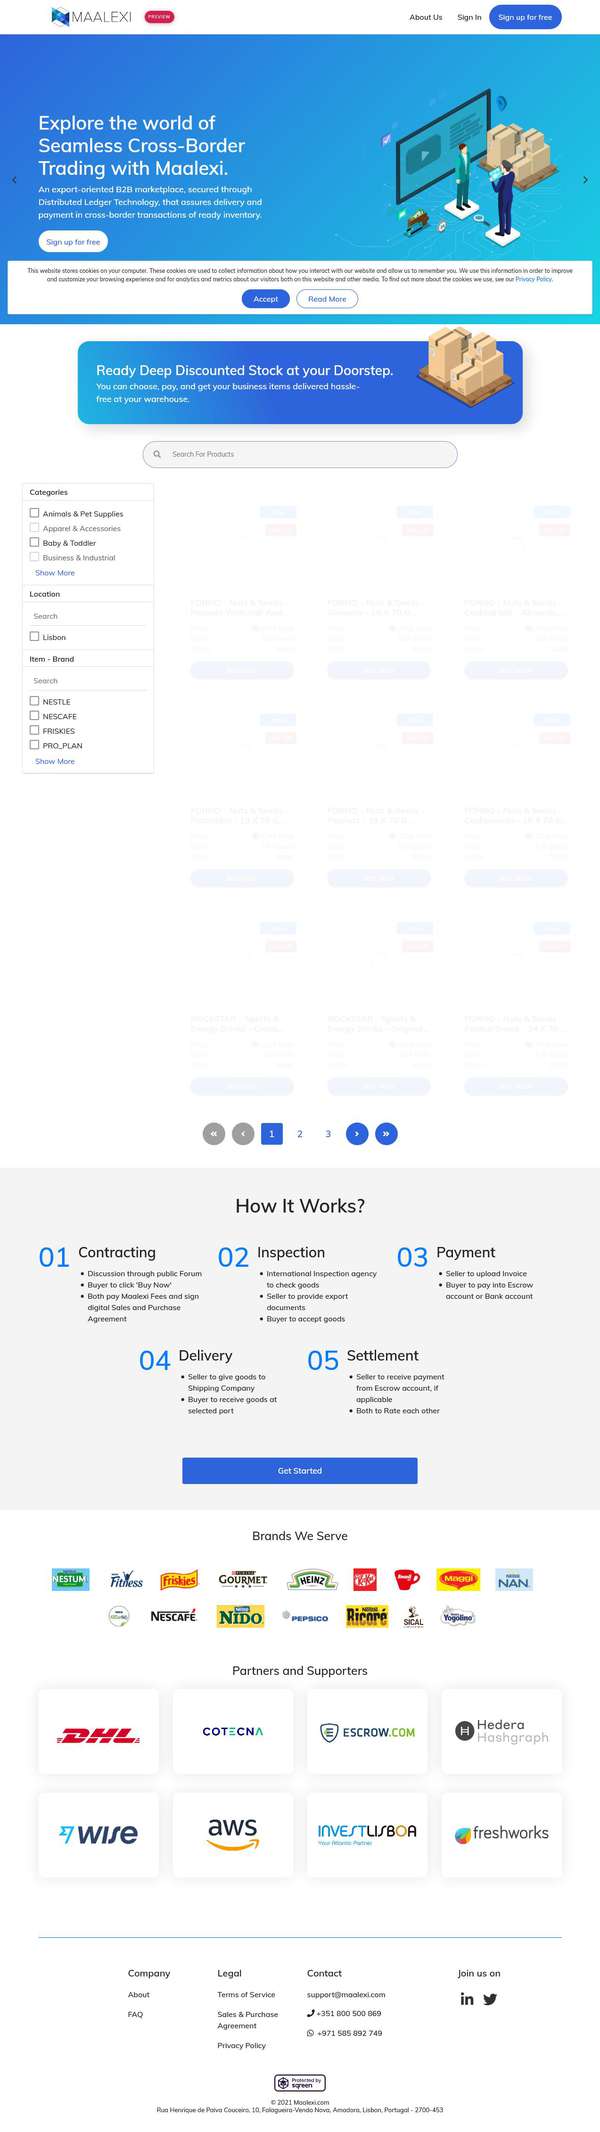 MAALEXI
PREVIEW
About Us
Sign In
Sign up for free
Explore the world of
Seamless Cross-Border
Trading with Maalexi.
An export-oriented B2B marketplace, secured through
Distributed Ledger Technology, that assures delivery and
payment in cross-border transactions of ready inventory.
Sign up for free
This website stores cookies on your computer. These cookies are used to collect information about how you interact with our website and allow us to remember you. We use this information in order to improve
and customize your browsing experience and for analytics and metrics about our visitors both on this website and other media. To find out more about the cookies we use, see our Privacy Policy.
Accept
Read More
Ready Deep Discounted Stock at your Doorstep.
You can choose, pay, and get your business items delivered hassle-
free at your warehouse.
Search For Products
Categories
Animals & Pet Supplies
Apparel & Accessories
Baby & Toddler
Business & Industrial
Show More
Location
Search
Lisbon
Item - Brand
Search
NESTLE
NESCAFE
FRISKIES
PRO_PLAN
Show More
« ‹ 1 2 3 › »
How It Works?
01 Contracting
Discussion through public Forum
Buyer to click 'Buy Now'
Both pay Maalexi Fees and sign
digital Sales and Purchase
Agreement
02 Inspection
International Inspection agency
to check goods
Seller to provide export
documents
Buyer to accept goods
03 Payment
Seller to upload Invoice
Buyer to pay into Escrow
account or Bank account
04 Delivery
Seller to give goods to
Shipping Company
Buyer to receive goods at
selected port
05 Settlement
Seller to receive payment
from Escrow account, if
applicable
Both to Rate each other
Get Started
Brands We Serve
NESTUM
Fitness
Friskies
GOURMET
HEINZ
KitKat
Maggi
NAN
NESCAFÉ
NIDO
PEPSICO
Ricoré
SICAL
Yogolino
Partners and Supporters
DHL
COTECNA
ESCROW.COM
Hedera
Hashgraph
WISE
aws
INVESTLISBOA
Your Atlantic Partner
freshworks
Company
About
FAQ
Legal
Terms of Service
Sales & Purchase
Agreement
Privacy Policy
Contact
support@maalexi.com
+351 800 500 869
+971 585 892 749
Join us on
Protected by
sqreen
© 2021 Maalexi.com
Rua Henrique de Paiva Couceiro, 10, Falagueira-Venda Nova, Amadora, Lisbon, Portugal - 2700-453